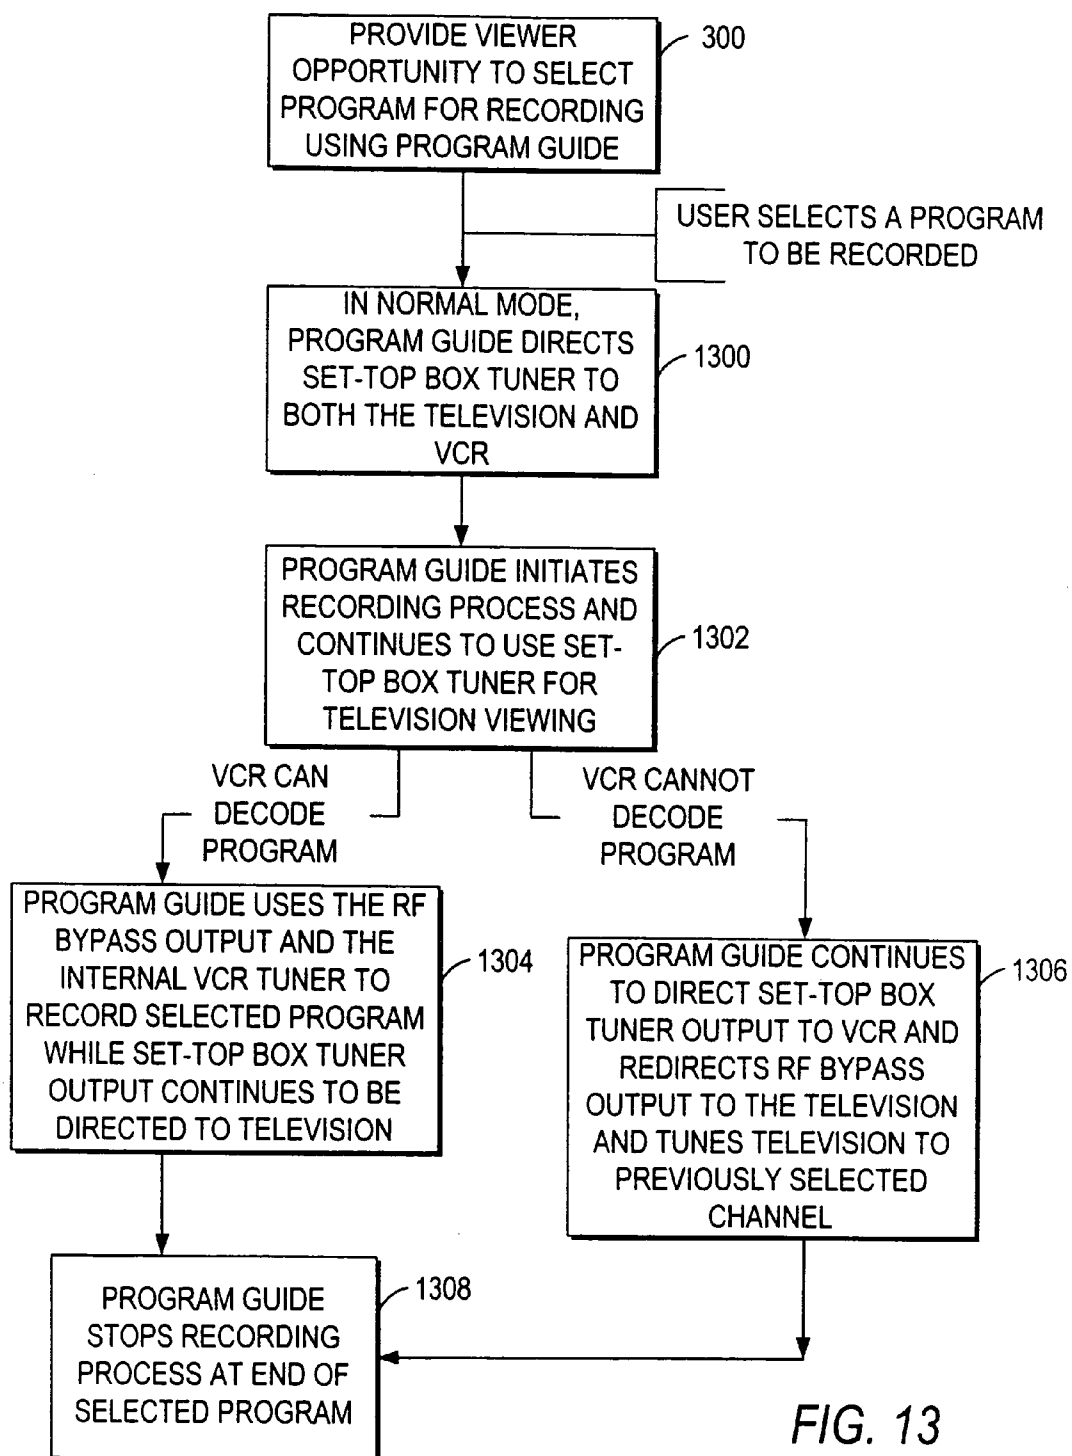 PROVIDE VIEWER
OPPORTUNITY TO SELECT
PROGRAM FOR RECORDING
USING PROGRAM GUIDE
300
USER SELECTS A PROGRAM
TO BE RECORDED
IN NORMAL MODE,
PROGRAM GUIDE DIRECTS
SET-TOP BOX TUNER TO
BOTH THE TELEVISION AND
VCR
1300
PROGRAM GUIDE INITIATES
RECORDING PROCESS AND
CONTINUES TO USE SET-
TOP BOX TUNER FOR
TELEVISION VIEWING
1302
VCR CAN
DECODE
PROGRAM
VCR CANNOT
DECODE
PROGRAM
PROGRAM GUIDE USES THE RF
BYPASS OUTPUT AND THE
INTERNAL VCR TUNER TO
RECORD SELECTED PROGRAM
WHILE SET-TOP BOX TUNER
OUTPUT CONTINUES TO BE
DIRECTED TO TELEVISION
1304
PROGRAM GUIDE CONTINUES
TO DIRECT SET-TOP BOX
TUNER OUTPUT TO VCR AND
REDIRECTS RF BYPASS
OUTPUT TO THE TELEVISION
AND TUNES TELEVISION TO
PREVIOUSLY SELECTED
CHANNEL
1306
PROGRAM GUIDE
STOPS RECORDING
PROCESS AT END OF
SELECTED PROGRAM
1308
FIG. 13